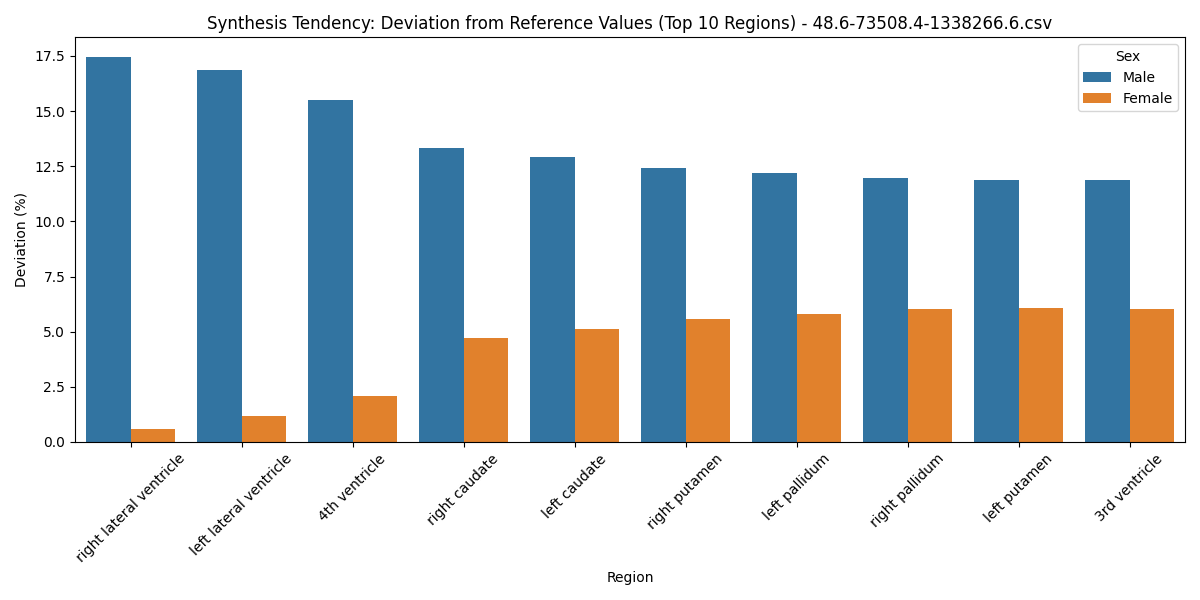 Synthesis Tendency: Deviation from Reference Values (Top 10 Regions) - 48.6-73508.4-1338266.6.csv
Sex
Male
Female
Deviation (%)
17.5
15.0
12.5
10.0
7.5
5.0
2.5
0.0
right lateral ventricle
left lateral ventricle
4th ventricle
right caudate
left caudate
right putamen
left pallidum
right pallidum
left putamen
3rd ventricle
Region